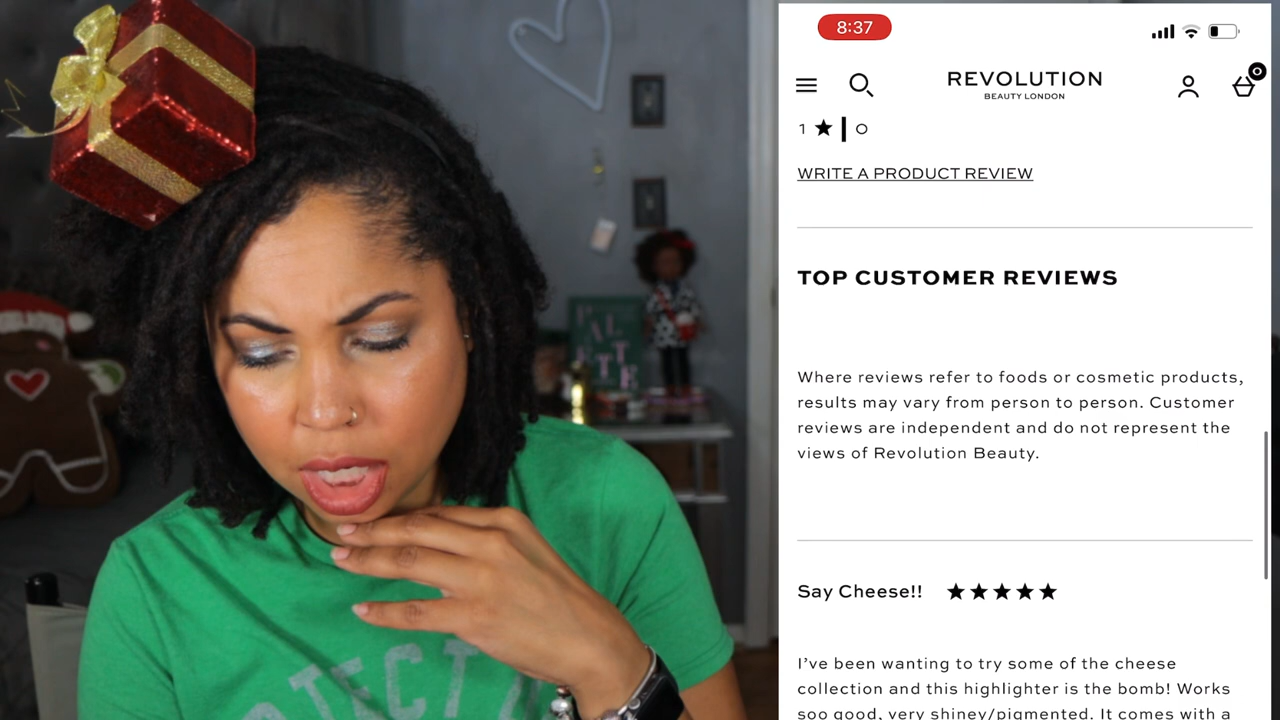 8:37
REVOLUTION
BEAUTY LONDON
0
1 ★ 0
WRITE A PRODUCT REVIEW
TOP CUSTOMER REVIEWS
Where reviews refer to foods or cosmetic products,
results may vary from person to person. Customer
reviews are independent and do not represent the
views of Revolution Beauty.
Say Cheese!! ★★★★★
I’ve been wanting to try some of the cheese
collection and this highlighter is the bomb! Works
soo good, very shiney/pigmented. It comes with a
PAL
ETTE